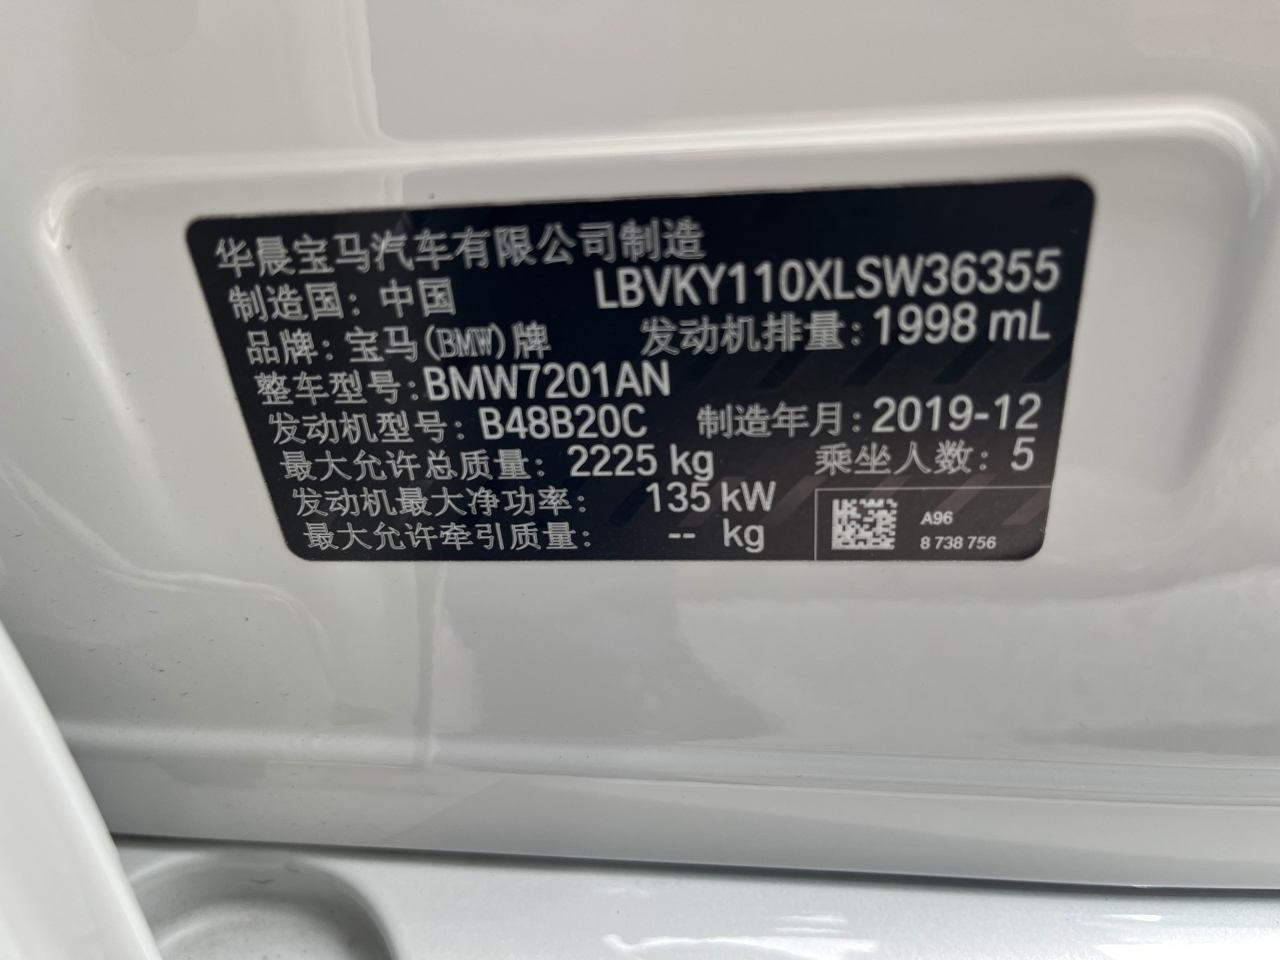 华晨宝马汽车有限公司制造
制造国：中国 LBVKY110XLSW36355
品牌：宝马(BMW)牌 发动机排量：1998 mL
整车型号：BMW7201AN
发动机型号：B48B20C 制造年月：2019-12
最大允许总质量：2225 kg 乘坐人数：5
发动机最大净功率：135 kW
最大允许牵引质量：-- kg
A96
8 738 756